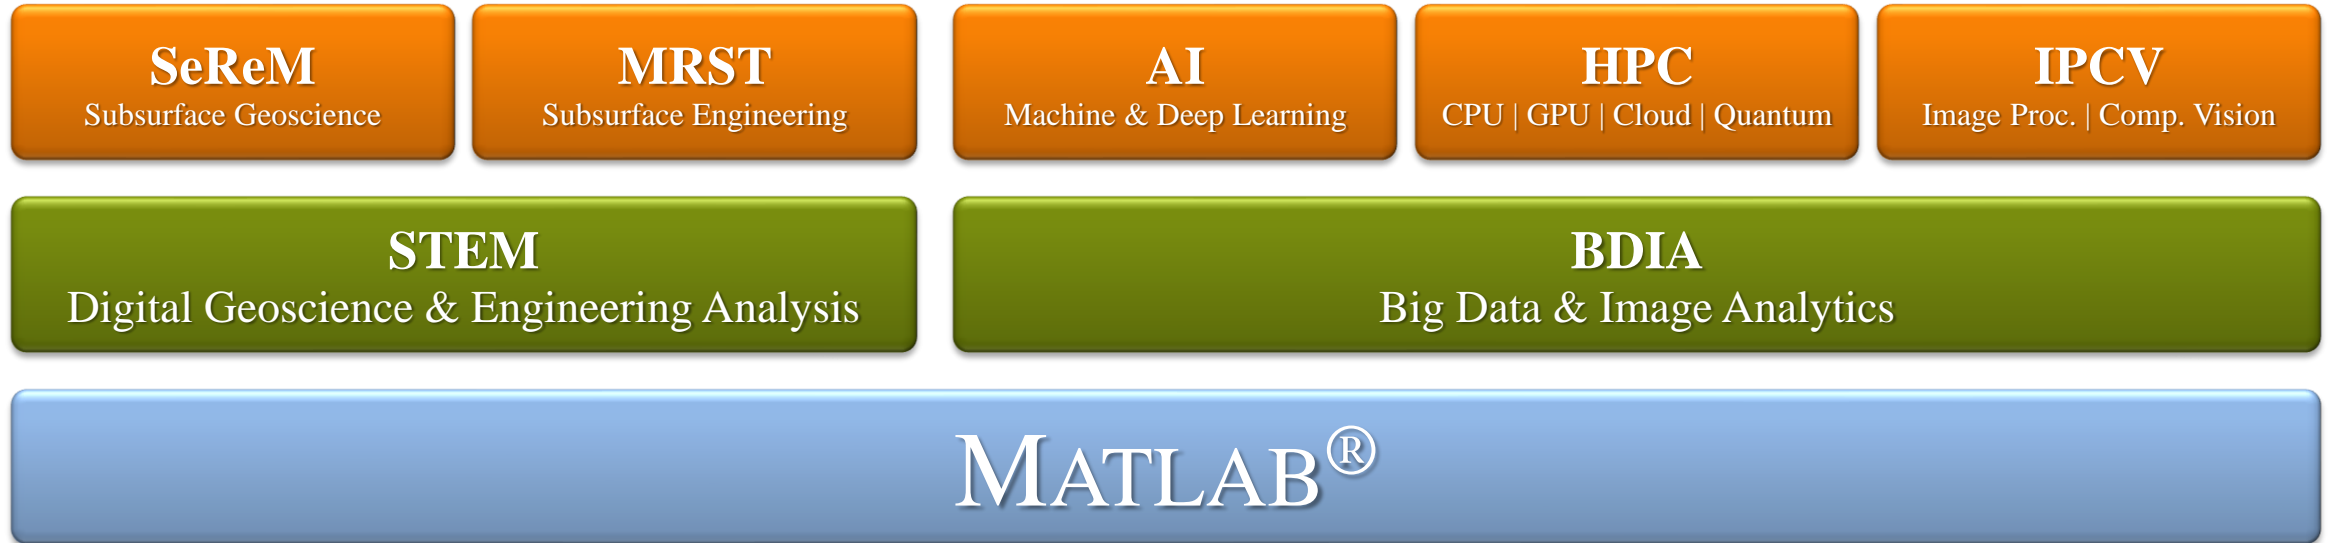 SeReM
Subsurface Geoscience
MRST
Subsurface Engineering
AI
Machine & Deep Learning
HPC
CPU | GPU | Cloud | Quantum
IPCV
Image Proc. | Comp. Vision
STEM
Digital Geoscience & Engineering Analysis
BDIA
Big Data & Image Analytics
MATLAB®